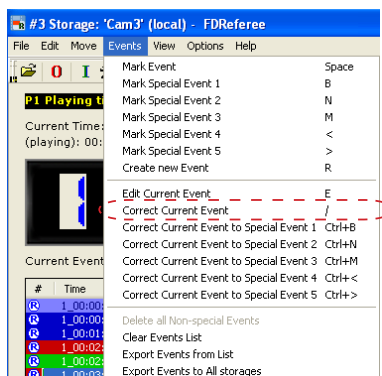 #3 Storage: 'Cam3' (local) - FDReferee
File Edit Move Events View Options Help
Mark Event Space
Mark Special Event 1 B
Mark Special Event 2 N
Mark Special Event 3 M
Mark Special Event 4 <
Mark Special Event 5 >
Create new Event R
Edit Current Event E
Correct Current Event /
Correct Current Event to Special Event 1 Ctrl+B
Correct Current Event to Special Event 2 Ctrl+N
Correct Current Event to Special Event 3 Ctrl+M
Correct Current Event to Special Event 4 Ctrl+<
Correct Current Event to Special Event 5 Ctrl+>
Delete all Non-special Events
Clear Events List
Export Events from List
Export Events to All storages
O I
P1 Playing ti
Current Time:
(playing): 00:
1
Current Event
# Time
R 1_00:00:
R 1_00:00:
R 1_00:01:
R 1_00:02:
R 1_00:02:
R 1_00:03: